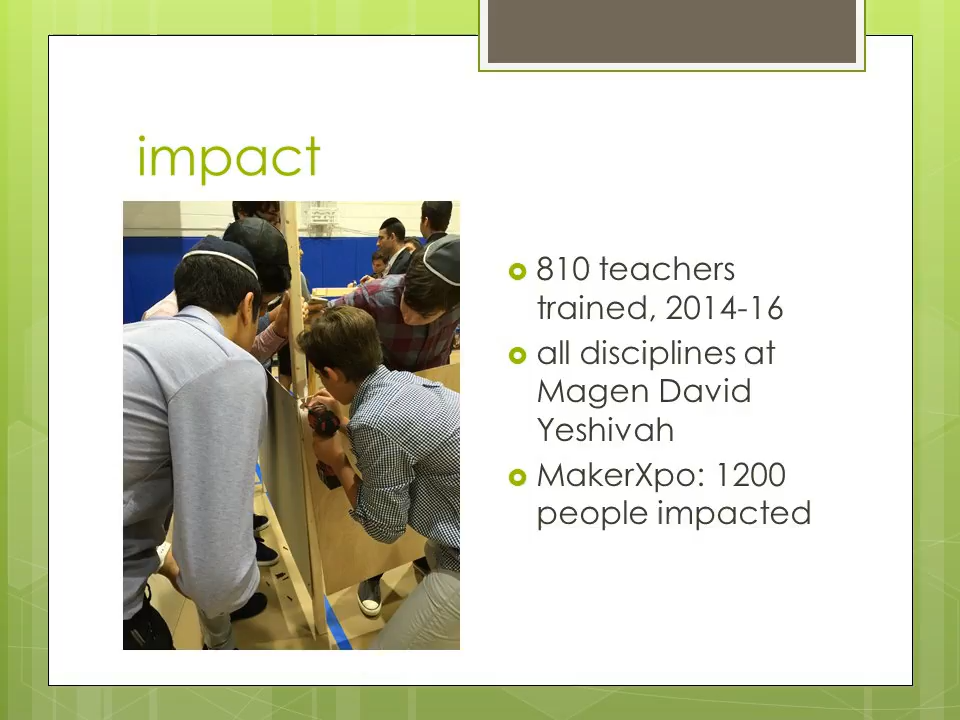 impact
810 teachers
trained, 2014-16
all disciplines at
Magen David
Yeshivah
MakerXpo: 1200
people impacted